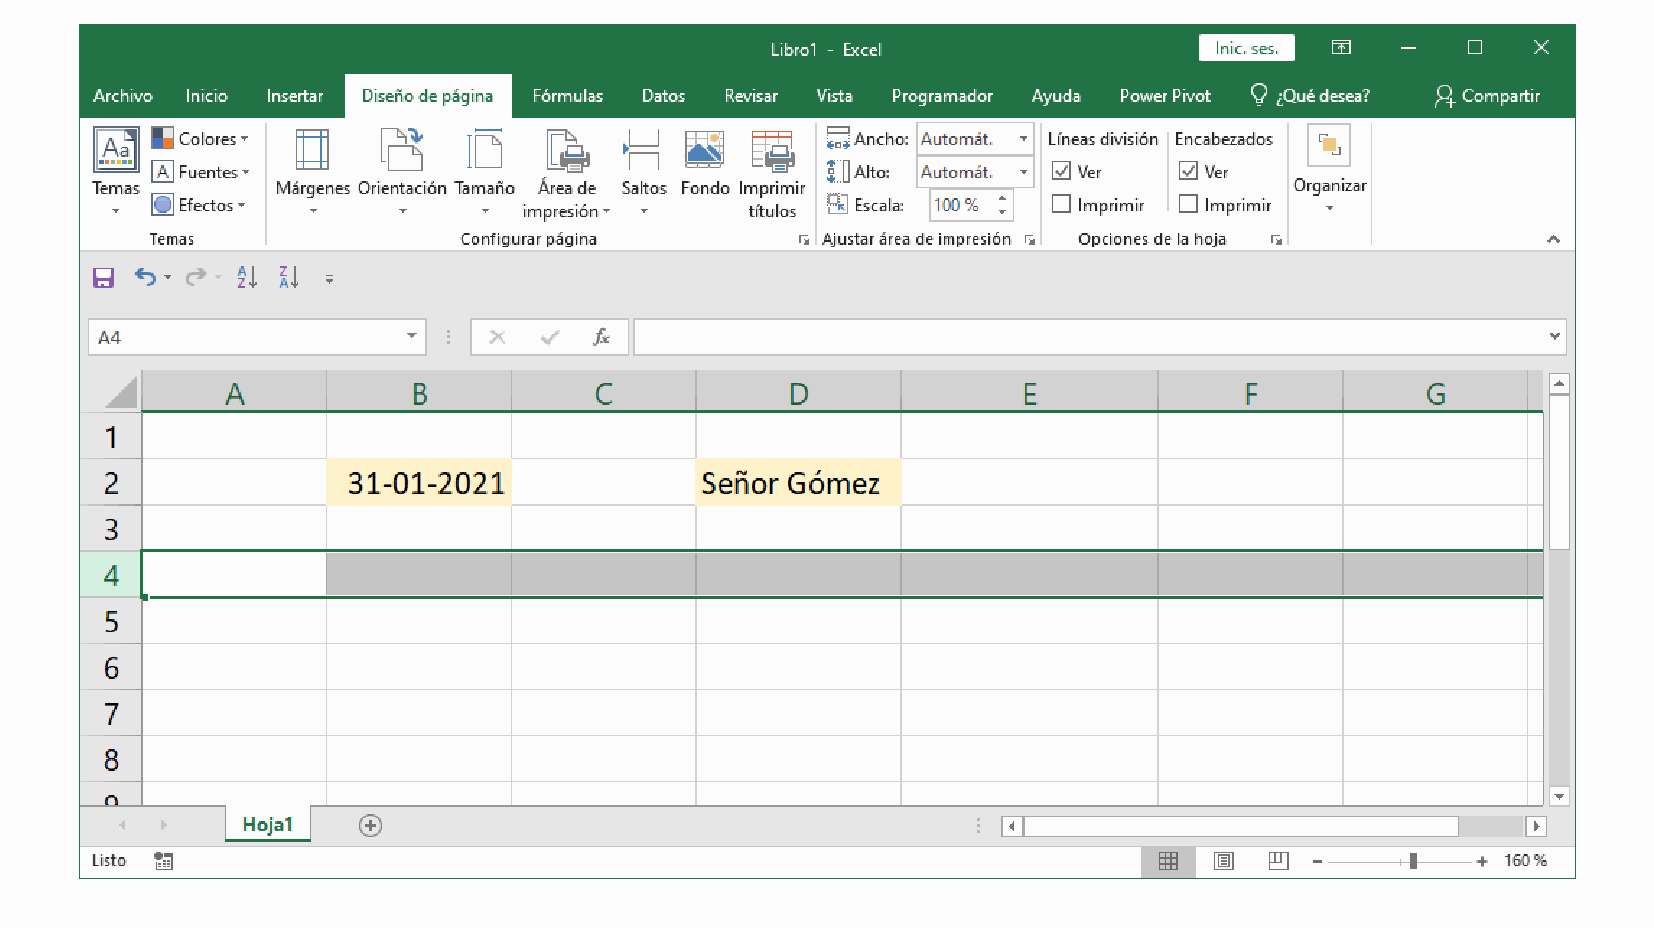 Libro1 - Excel
Inic. ses.
Archivo Inicio Insertar Diseño de página Fórmulas Datos Revisar Vista Programador Ayuda Power Pivot ¿Qué desea? Compartir
Aa Temas
Colores
A Fuentes
Efectos
Temas
Márgenes Orientación Tamaño Área de impresión Saltos Fondo Imprimir títulos
Configurar página
Ancho: Automát.
Alto: Automát.
Escala: 100 %
Ajustar área de impresión
Líneas división Encabezados
Ver Ver
Imprimir Imprimir
Opciones de la hoja
Organizar
A Z Z A
A4 fx
A B C D E F G
1
2 31-01-2021 Señor Gómez
3
4
5
6
7
8
9
Hoja1
Listo 160 %